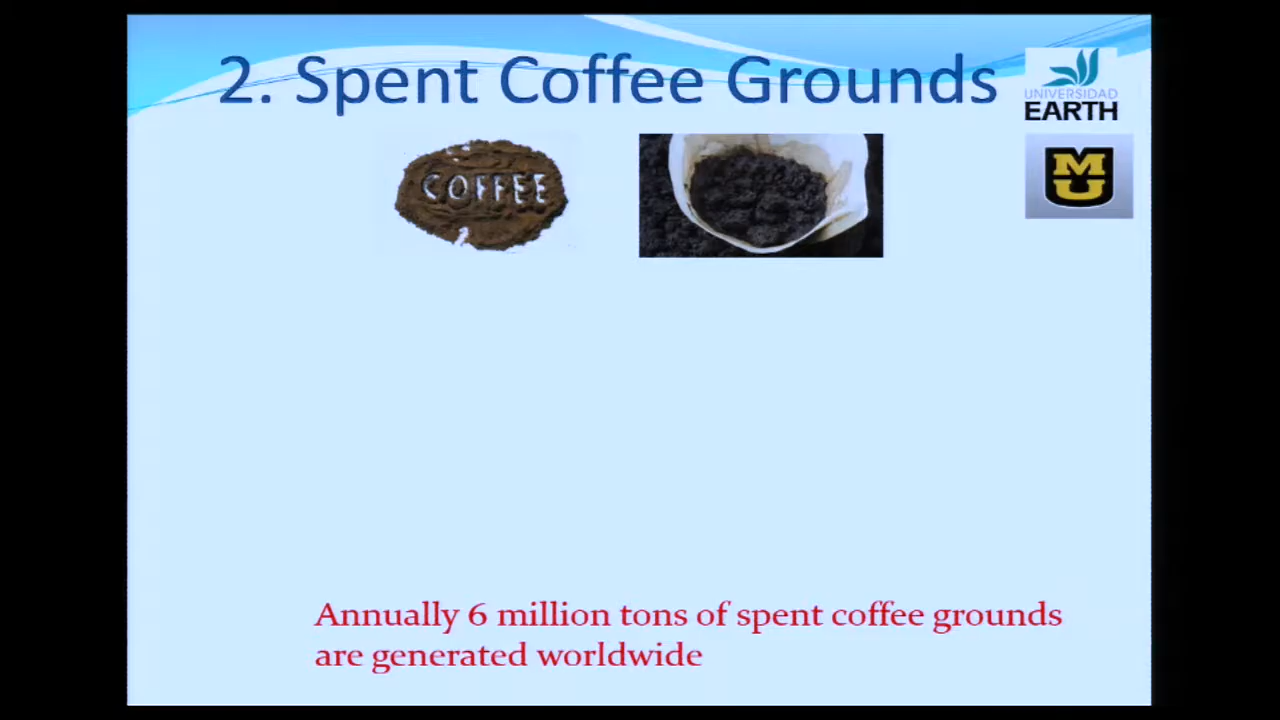 2. Spent Coffee Grounds
UNIVERSIDAD
EARTH
COFFEE
MU
Annually 6 million tons of spent coffee grounds
are generated worldwide